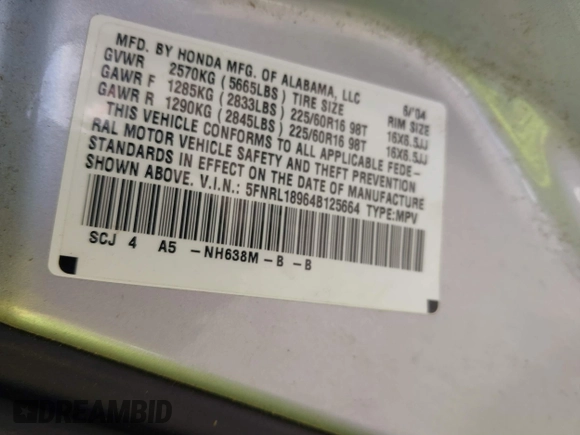 MFD. BY HONDA MFG. OF ALABAMA, LLC 6/'04
GVWR 2570KG ( 5665LBS ) TIRE SIZE RIM SIZE
GAWR F 1285KG ( 2833LBS ) 225/60R16 98T 16X6.5JJ
GAWR R 1290KG ( 2845LBS ) 225/60R16 98T 16X6.5JJ
THIS VEHICLE CONFORMS TO ALL APPLICABLE FEDE-
RAL MOTOR VEHICLE SAFETY AND THEFT PREVENTION
STANDARDS IN EFFECT ON THE DATE OF MANUFACTURE
SHOWN ABOVE. V.I.N.: 5FNRL18964B125664 TYPE:MPV
SCJ 4 A5 -NH638M-B -B
DREAMBID